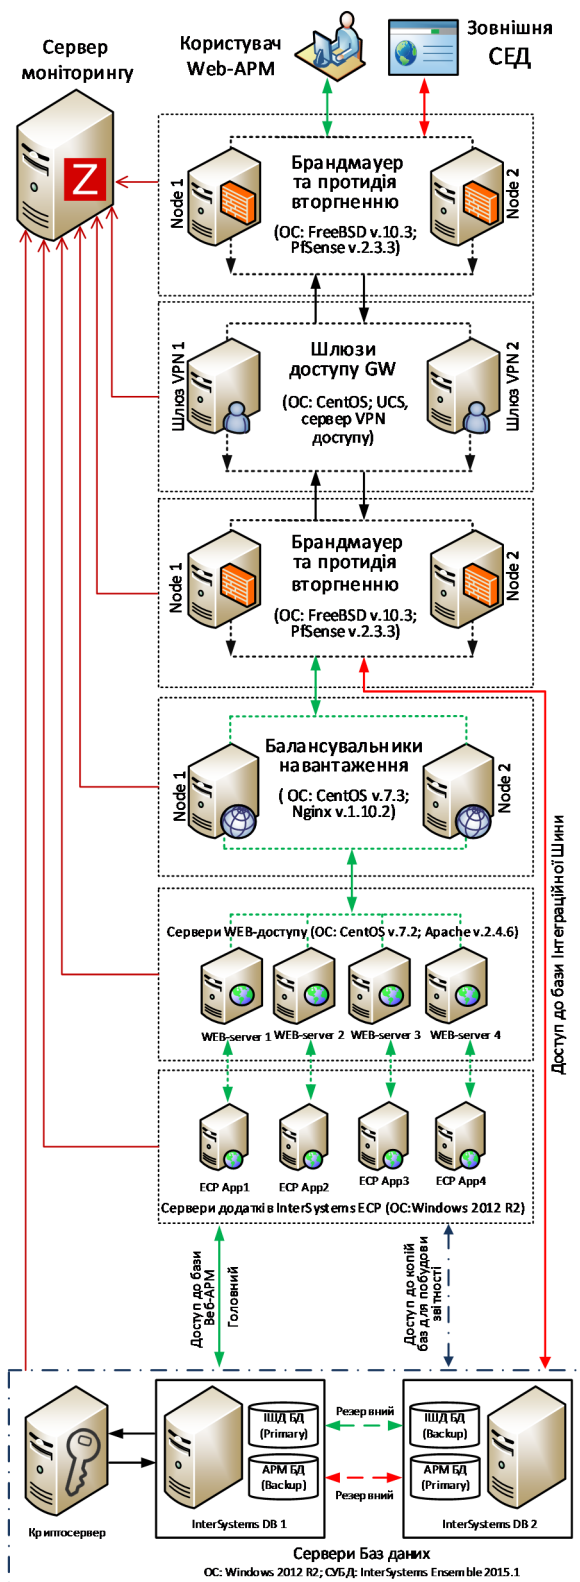 Сервер
моніторингу
Користувач
Web-АРМ
Зовнішня
СЕД
Z
Node 1
Брандмауер
та протидія
вторгненню
(ОС: FreeBSD v.10.3;
PfSense v.2.3.3)
Node 2
Шлюз VPN 1
Шлюзи
доступу GW
(ОС: CentOS; UCS,
сервер VPN
доступу)
Шлюз VPN 2
Node 1
Брандмауер
та протидія
вторгненню
(ОС: FreeBSD v.10.3;
PfSense v.2.3.3)
Node 2
Node 1
Балансувальники
навантаження
( ОС: CentOS v.7.3;
Nginx v.1.10.2)
Node 2
Доступ до бази Інтеграційної Шини
Сервери WEB-доступу (ОС: CentOS v.7.2; Apache v.2.4.6)
WEB-server 1
WEB-server 2
WEB-server 3
WEB-server 4
ECP App1
ECP App2
ECP App3
ECP App4
Сервери додатків InterSystems ECP (ОС:Windows 2012 R2)
Доступ до бази
Веб-АРМ
Головний
Доступ до копій
баз для побудови
звітності
Криптосервер
ІШД БД
(Primary)
АРМ БД
(Backup)
InterSystems DB 1
Резервний
Резервний
ІШД БД
(Backup)
АРМ БД
(Primary)
InterSystems DB 2
Сервери Баз даних
ОС: Windows 2012 R2; СУБД: InterSystems Ensemble 2015.1